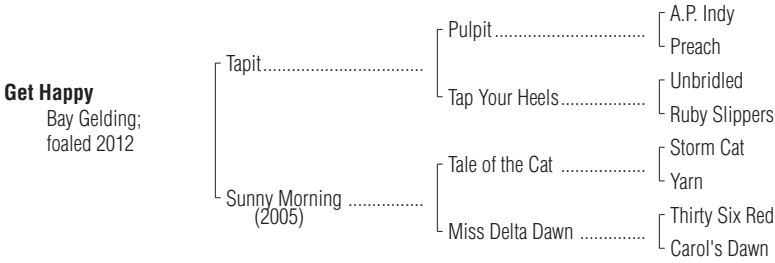 A.P. Indy
Pulpit..............................
Preach
Tapit................................
Unbridled
Tap Your Heels.................
Ruby Slippers
Get Happy
Bay Gelding;
foaled 2012
Storm Cat
Tale of the Cat .................
Yarn
Sunny Morning ...............
(2005)
Thirty Six Red
Miss Delta Dawn .............
Carol's Dawn